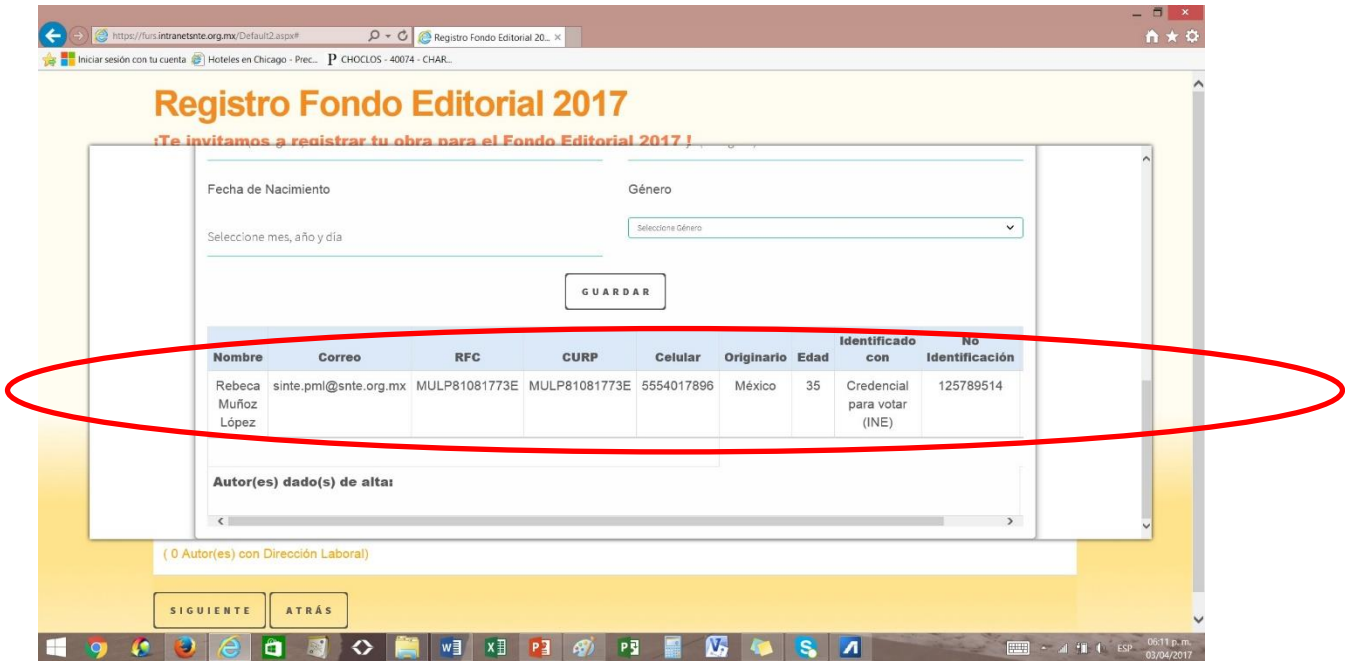 https://furs.intranetsnte.org.mx/Default2.aspx#
Registro Fondo Editorial 20... ×
Iniciar sesión con tu cuenta
Hoteles en Chicago - Prec...
CHOCLOS - 40074 - CHAR...
Registro Fondo Editorial 2017
¡Te invitamos a registrar tu obra para el Fondo Editorial 2017 !
Fecha de Nacimiento
Género
Seleccione mes, año y día
Seleccione Género
GUARDAR
Nombre Correo RFC CURP Celular Originario Edad Identificado con No Identificación
Rebeca Muñoz López sinte.pml@snte.org.mx MULP81081773E MULP81081773E 5554017896 México 35 Credencial para votar (INE) 125789514
Autor(es) dado(s) de alta:
( 0 Autor(es) con Dirección Laboral)
SIGUIENTE ATRÁS
ESP
06:11 p. m.
03/04/2017